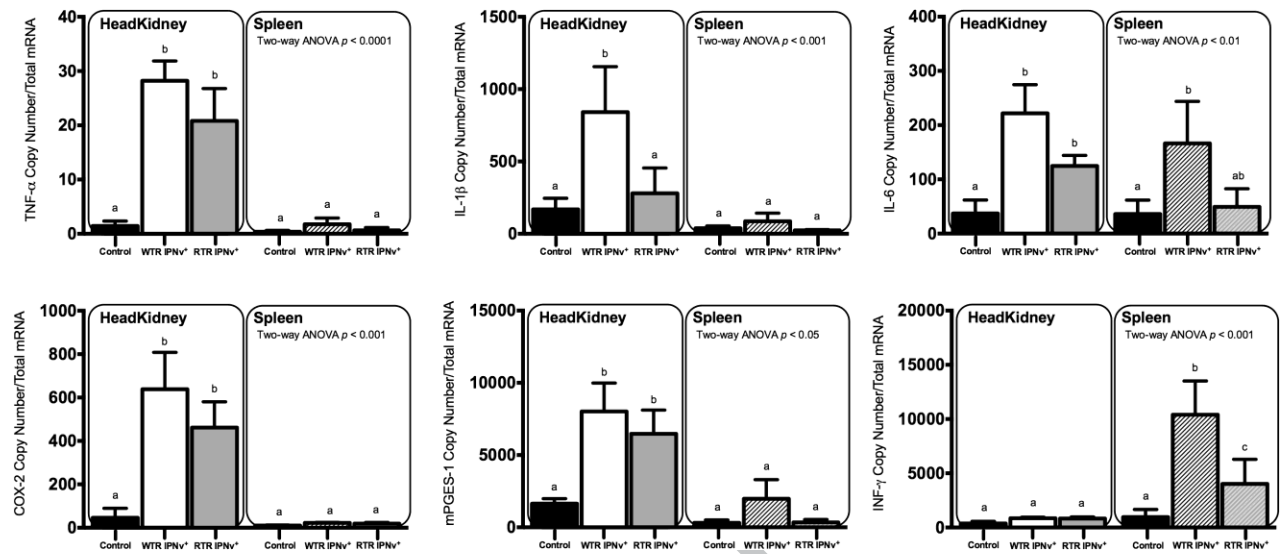 TNF-α Copy Number/Total mRNA
40
30
20
10
0
HeadKidney
a
b
b
Control
WTR IPNv⁺
RTR IPNv⁺
Spleen
Two-way ANOVA p < 0.0001
a
a
a
Control
WTR IPNv⁺
RTR IPNv⁺
IL-1β Copy Number/Total mRNA
1500
1000
500
0
HeadKidney
a
b
a
Control
WTR IPNv⁺
RTR IPNv⁺
Spleen
Two-way ANOVA p < 0.001
a
a
a
Control
WTR IPNv⁺
RTR IPNv⁺
IL-6 Copy Number/Total mRNA
400
300
200
100
0
HeadKidney
a
b
b
Control
WTR IPNv⁺
RTR IPNv⁺
Spleen
Two-way ANOVA p < 0.01
a
b
ab
Control
WTR IPNv⁺
RTR IPNv⁺
COX-2 Copy Number/Total mRNA
1000
800
600
400
200
0
HeadKidney
a
b
b
Control
WTR IPNv⁺
RTR IPNv⁺
Spleen
Two-way ANOVA p < 0.001
a
a
a
Control
WTR IPNv⁺
RTR IPNv⁺
mPGES-1 Copy Number/Total mRNA
15000
10000
5000
0
HeadKidney
a
b
b
Control
WTR IPNv⁺
RTR IPNv⁺
Spleen
Two-way ANOVA p < 0.05
a
a
a
Control
WTR IPNv⁺
RTR IPNv⁺
INF-γ Copy Number/Total mRNA
20000
15000
10000
5000
0
HeadKidney
a
a
a
Control
WTR IPNv⁺
RTR IPNv⁺
Spleen
Two-way ANOVA p < 0.001
a
b
c
Control
WTR IPNv⁺
RTR IPNv⁺